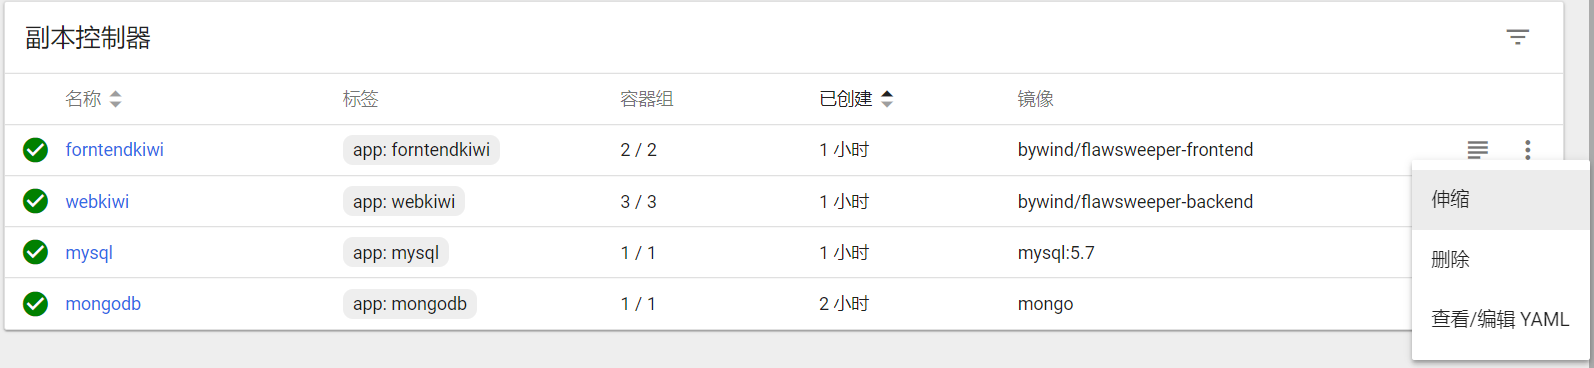 副本控制器
名称 标签 容器组 已创建 镜像
forntendkiwi app: forntendkiwi 2 / 2 1 小时 bywind/flawsweeper-frontend
webkiwi app: webkiwi 3 / 3 1 小时 bywind/flawsweeper-backend
mysql app: mysql 1 / 1 1 小时 mysql:5.7
mongodb app: mongodb 1 / 1 2 小时 mongo
伸缩
删除
查看/编辑 YAML